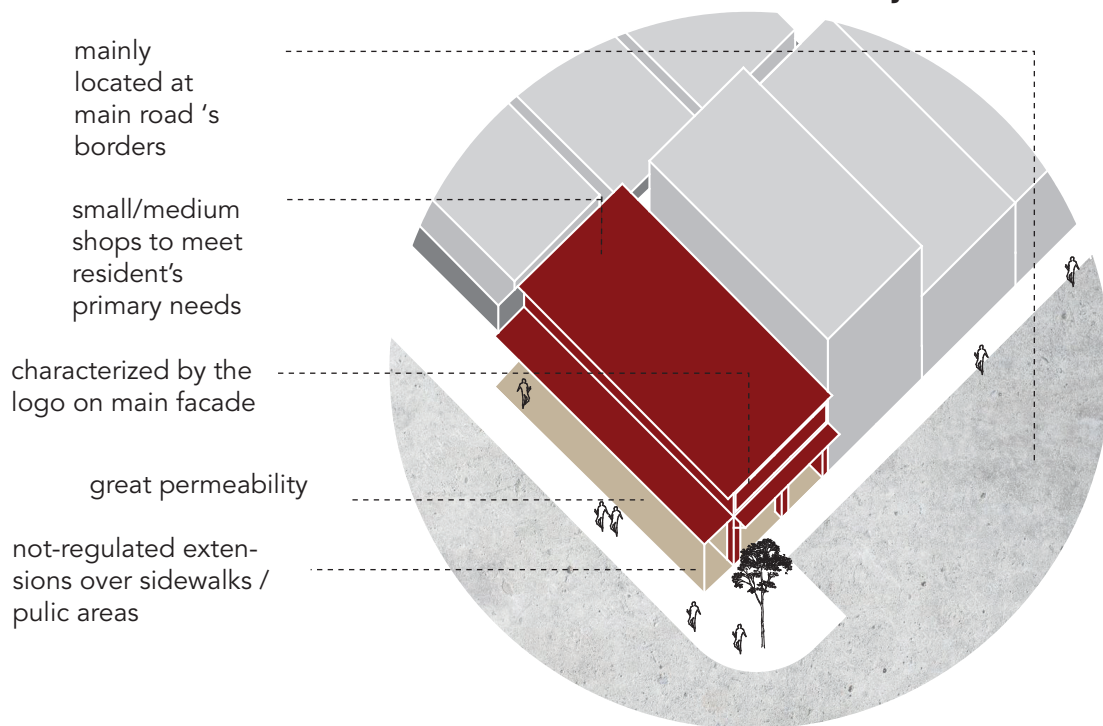 mainly
located at
main road ‘s
borders
small/medium
shops to meet
resident’s
primary needs
characterized by the
logo on main facade
great permeability
not-regulated exten-
sions over sidewalks /
pulic areas